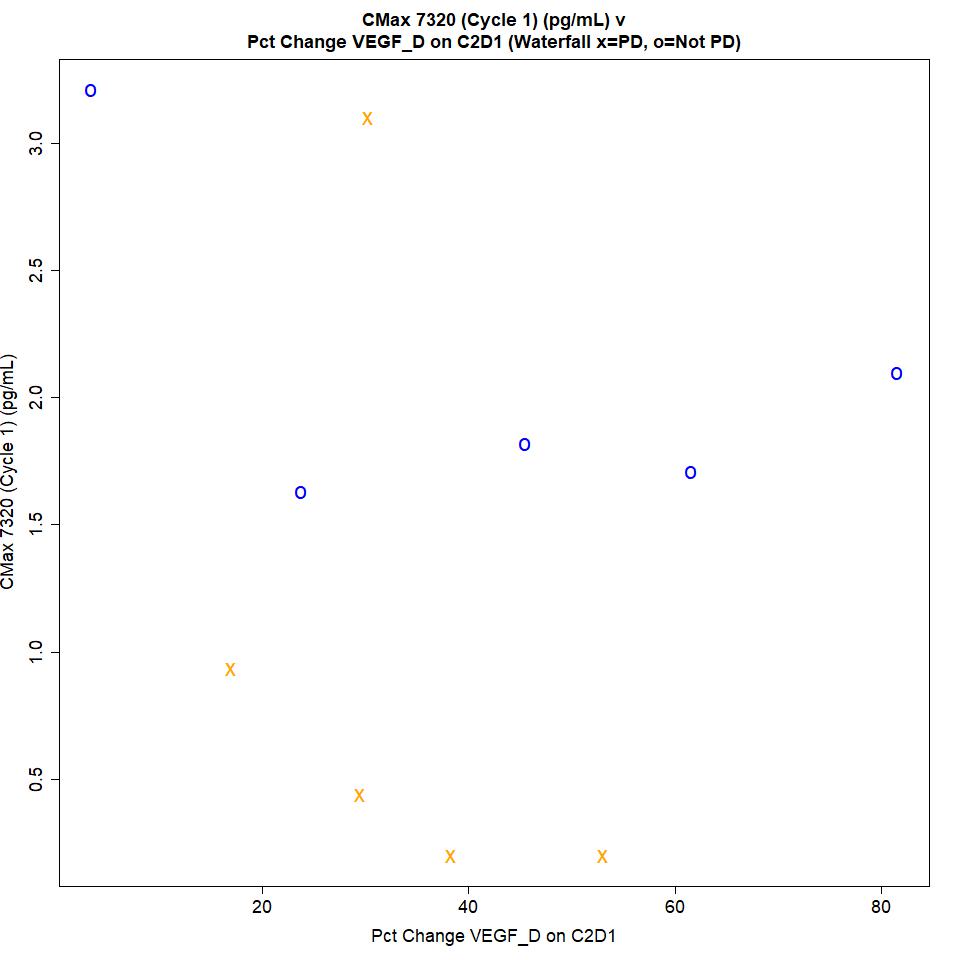 CMax 7320 (Cycle 1) (pg/mL) v
Pct Change VEGF_D on C2D1 (Waterfall x=PD, o=Not PD)
CMax 7320 (Cycle 1) (pg/mL)
3.0
2.5
2.0
1.5
1.0
0.5
o
x
o
o
o
o
x
x
x
x
20
40
60
80
Pct Change VEGF_D on C2D1